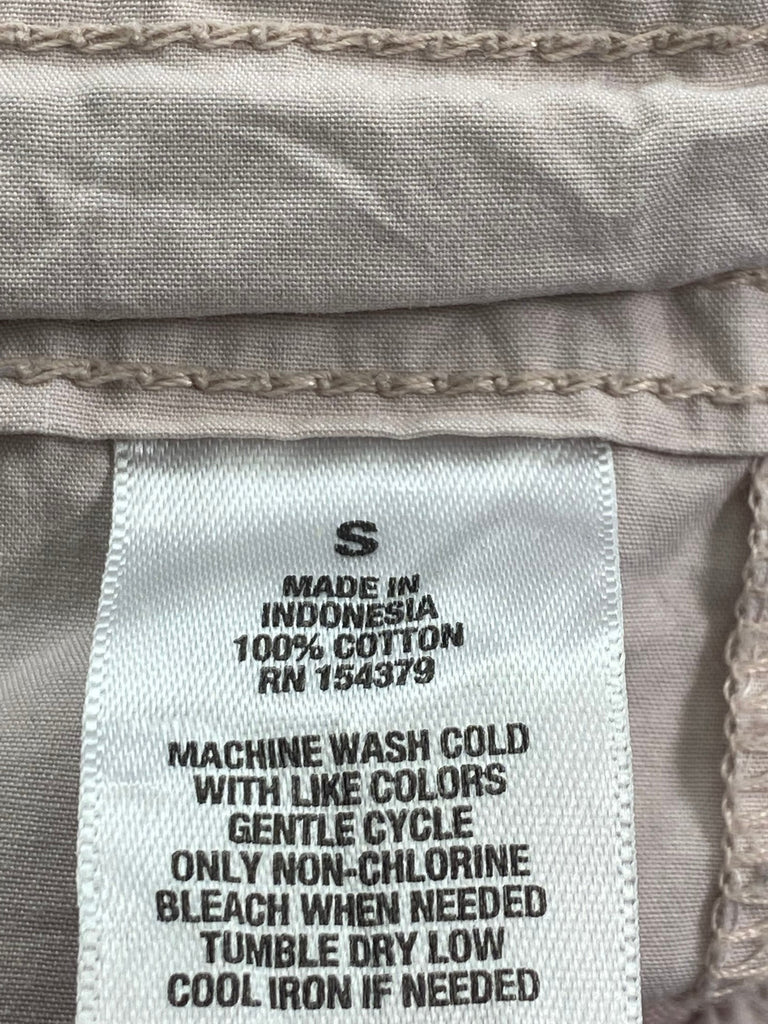 S
MADE IN
INDONESIA
100% COTTON
RN 154379
MACHINE WASH COLD
WITH LIKE COLORS
GENTLE CYCLE
ONLY NON-CHLORINE
BLEACH WHEN NEEDED
TUMBLE DRY LOW
COOL IRON IF NEEDED